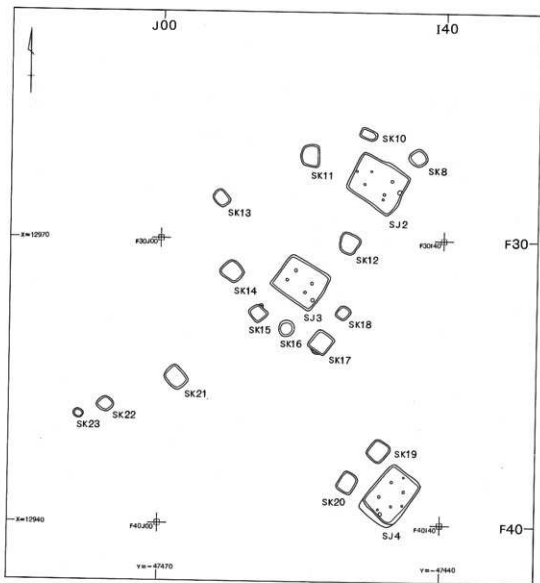 J00
I40
SK10
SK8
SK11
SJ2
SK13
X=12970
F30J00
F30I40
F30
SK12
SK14
SJ3
SK18
SK15
SK16
SK17
SK21
SK22
SK23
SK19
SK20
X=12940
F40J00
F40I40
F40
SJ4
Y=-47470
Y=-47440